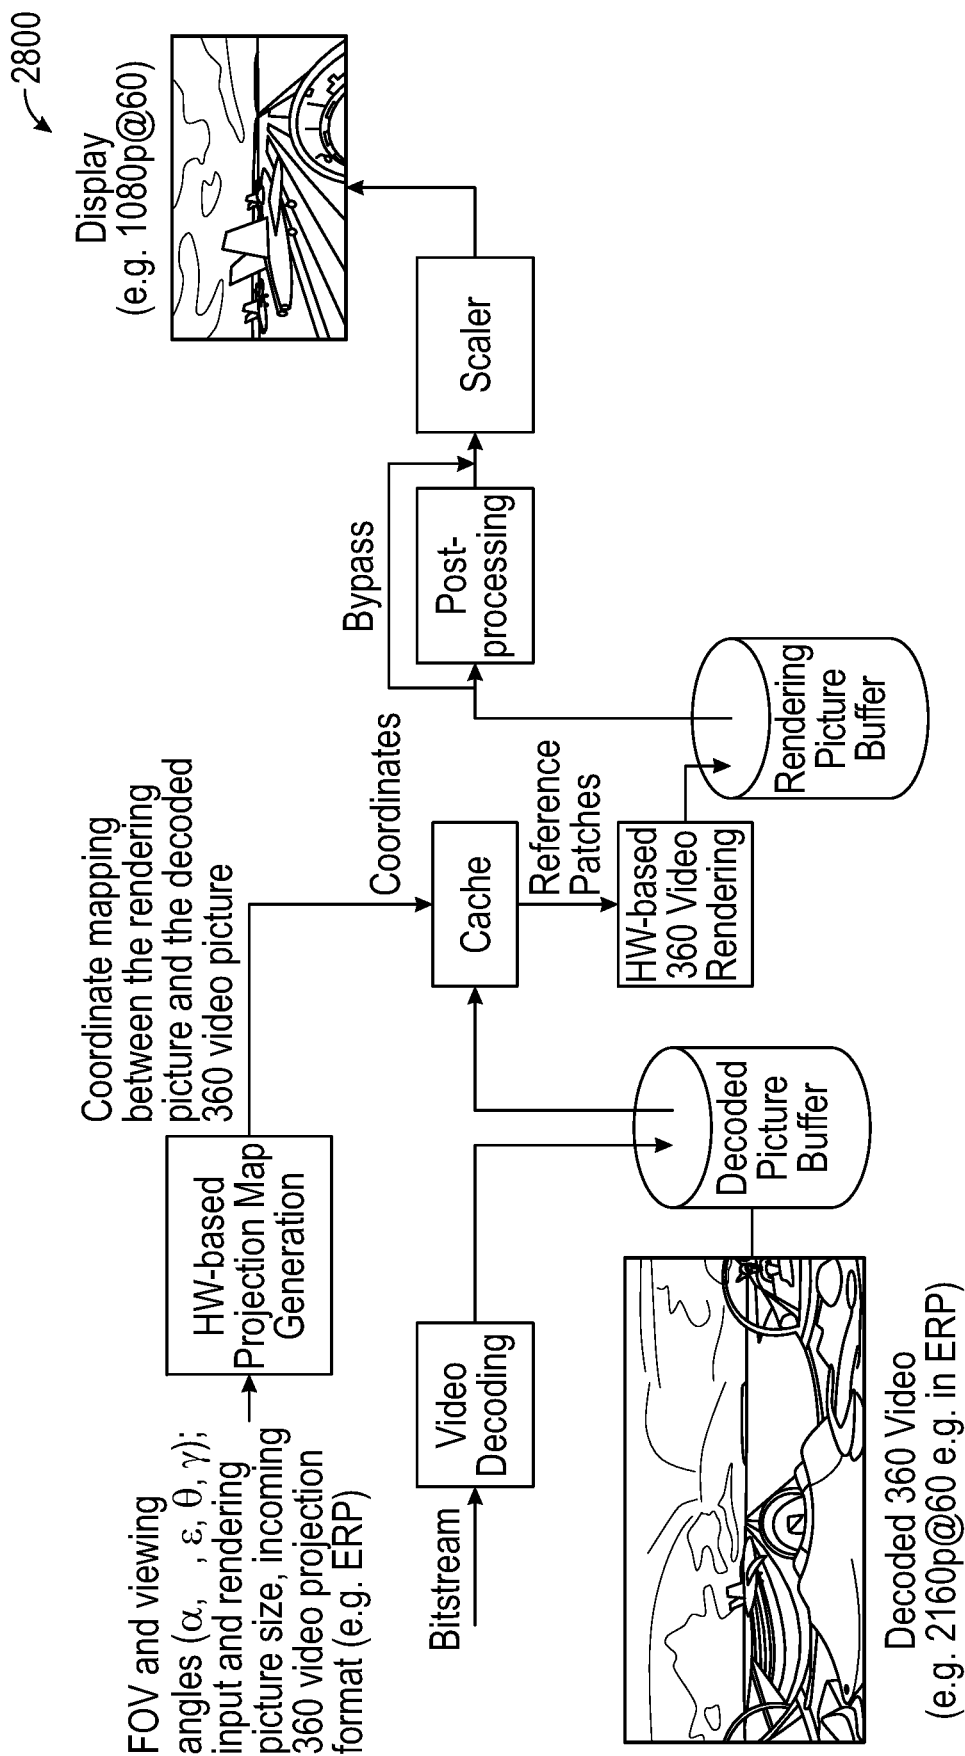 2800
FOV and viewing
angles (α, , ε, θ, γ);
input and rendering
picture size, incoming
360 video projection
format (e.g. ERP)
HW-based
Projection Map
Generation
Coordinate mapping
between the rendering
picture and the decoded
360 video picture
Coordinates
Display
(e.g. 1080p@60)
Bitstream
Video
Decoding
Cache
Reference
Patches
Bypass
Post-
processing
Scaler
Decoded 360 Video
(e.g. 2160p@60 e.g. in ERP)
Decoded
Picture
Buffer
HW-based
360 Video
Rendering
Rendering
Picture
Buffer